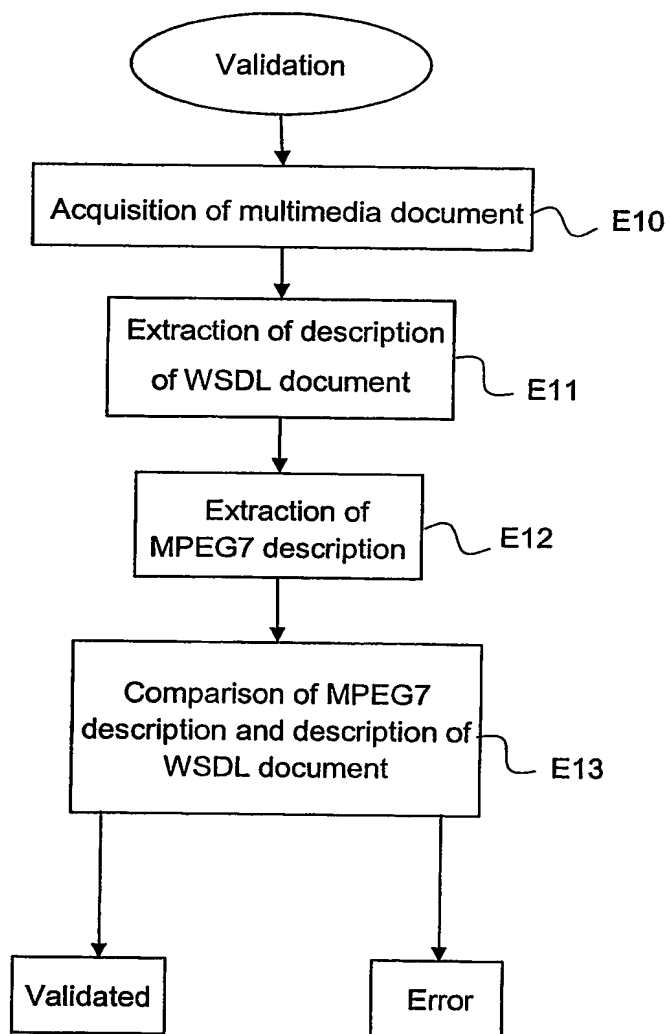 Validation
Acquisition of multimedia document
E10
Extraction of description
of WSDL document
E11
Extraction of
MPEG7 description
E12
Comparison of MPEG7
description and description of
WSDL document
E13
Validated
Error